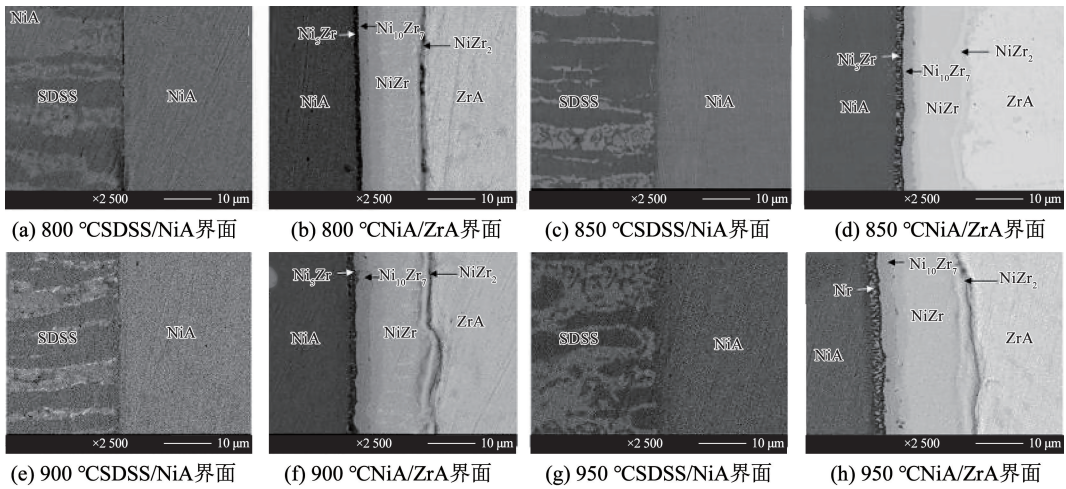 NiA
SDSS
NiA
×2 500
10 μm
(a) 800 ℃SDSS/NiA界面
Ni5Zr
Ni10Zr7
NiZr2
NiZr
NiA
ZrA
×2 500
10 μm
(b) 800 ℃NiA/ZrA界面
SDSS
NiA
×2 500
10 μm
(c) 850 ℃SDSS/NiA界面
Ni5Zr
NiZr2
Ni10Zr7
NiA
NiZr
ZrA
×2 500
10 μm
(d) 850 ℃NiA/ZrA界面
SDSS
NiA
×2 500
10 μm
(e) 900 ℃SDSS/NiA界面
Ni5Zr
Ni10Zr7
NiZr2
ZrA
NiA
NiZr
×2 500
10 μm
(f) 900 ℃NiA/ZrA界面
SDSS
NiA
×2 500
10 μm
(g) 950 ℃SDSS/NiA界面
Ni10Zr7
NiZr2
Nr
NiZr
ZrA
NiA
×2 500
10 μm
(h) 950 ℃NiA/ZrA界面